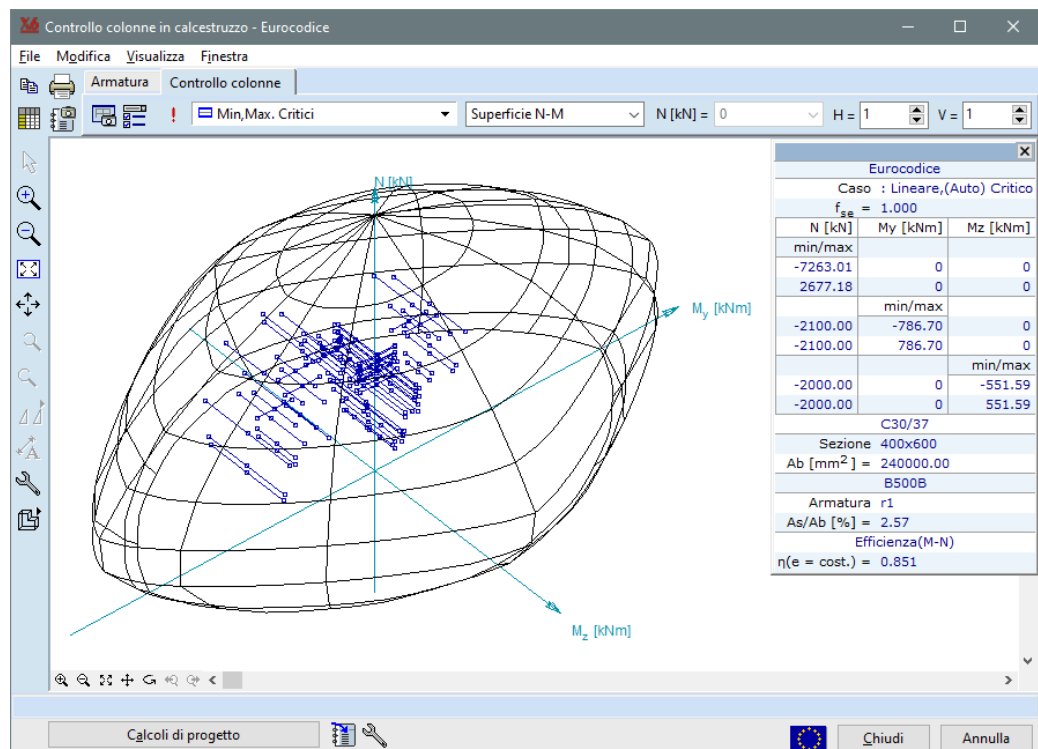 X6 Controllo colonne in calcestruzzo - Eurocodice
File Modifica Visualizza Finestra
Armatura Controllo colonne
! Min,Max. Critici Superficie N-M N [kN] = 0 H = 1 V = 1
N [kN]
My [kNm]
Mz [kNm]
Eurocodice
Caso : Lineare,(Auto) Critico
fse = 1.000
N [kN] My [kNm] Mz [kNm]
min/max
-7263.01 0 0
2677.18 0 0
min/max
-2100.00 -786.70 0
-2100.00 786.70 0
min/max
-2000.00 0 -551.59
-2000.00 0 551.59
C30/37
Sezione 400x600
Ab [mm²] = 240000.00
B500B
Armatura r1
As/Ab [%] = 2.57
Efficienza(M-N)
η(e = cost.) = 0.851
Calcoli di progetto Chiudi Annulla